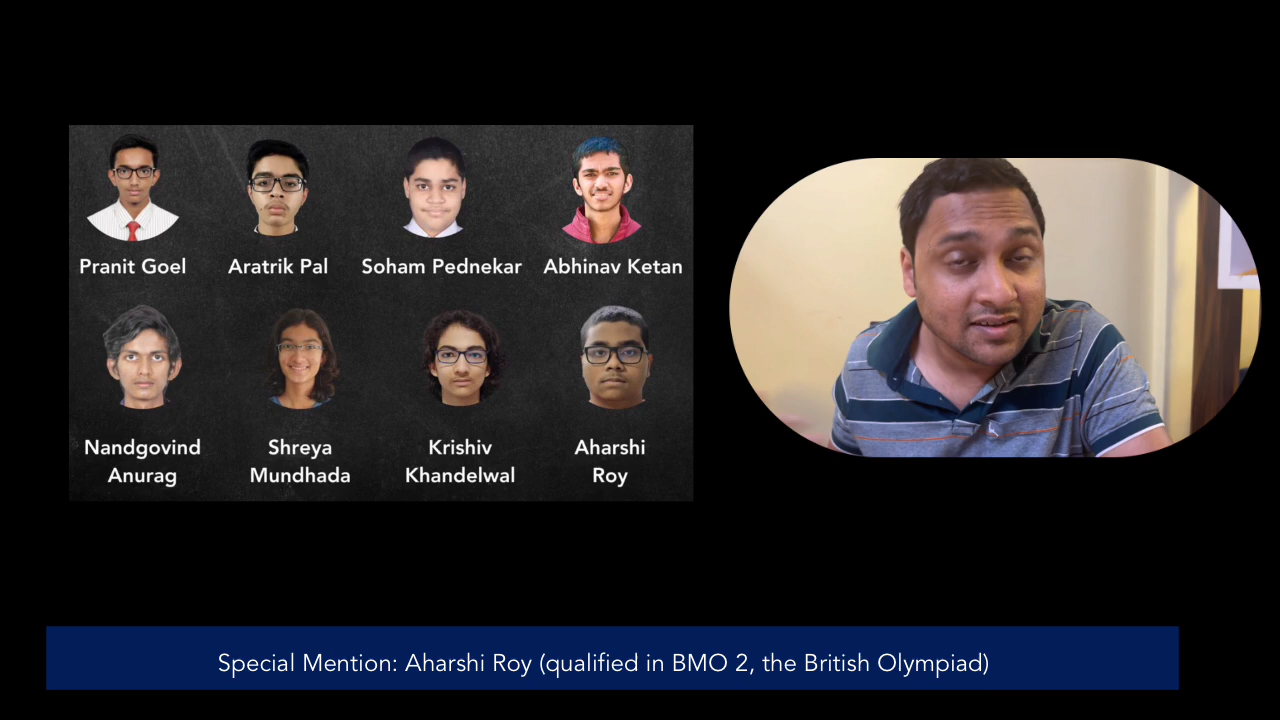 Pranit Goel
Aratrik Pal
Soham Pednekar
Abhinav Ketan
Nandgovind
Anurag
Shreya
Mundhada
Krishiv
Khandelwal
Aharshi
Roy
Special Mention: Aharshi Roy (qualified in BMO 2, the British Olympiad)